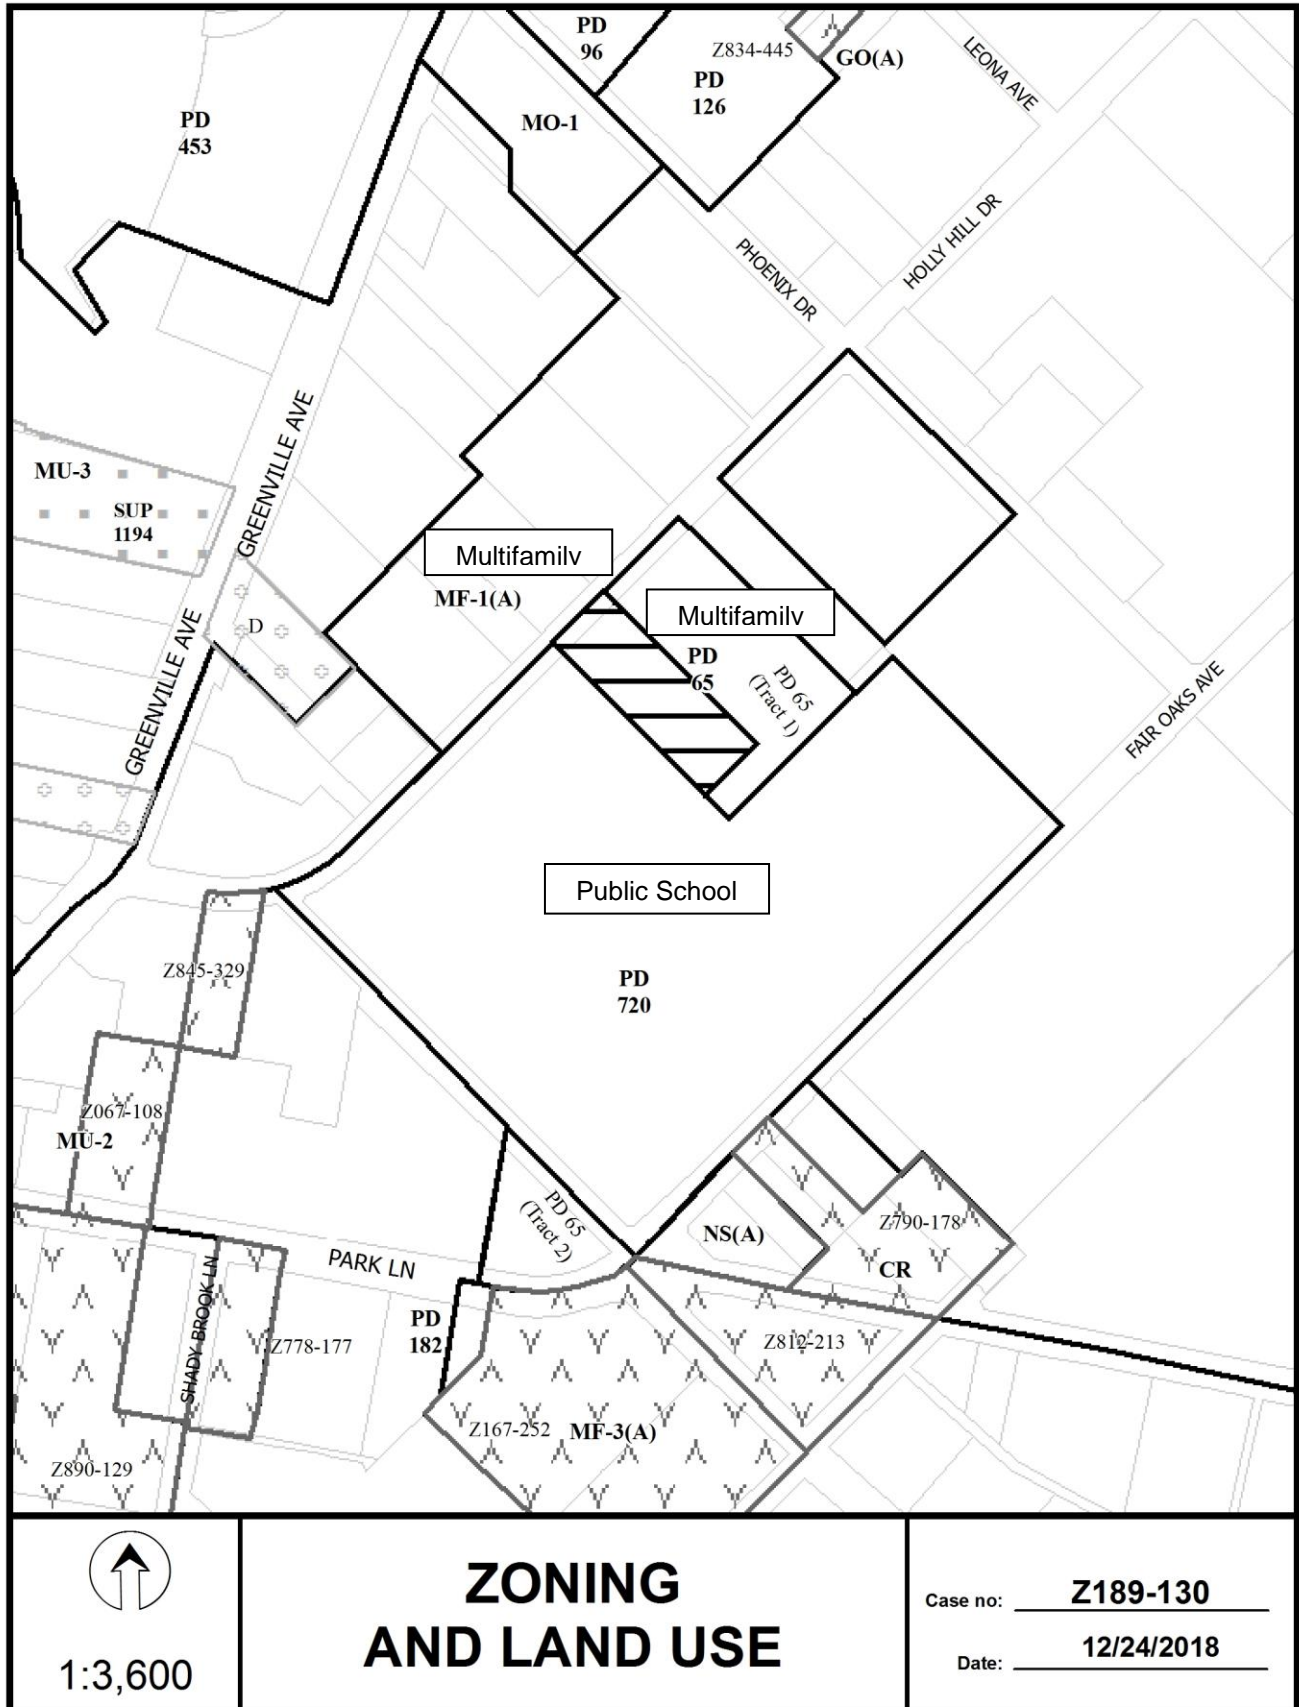 PD
96
Z834-445
GO(A)
LEONA AVE
PD
126
PD
453
MO-1
HOLLY HILL DR
PHOENIX DR
GREENVILLE AVE
MU-3
SUP
1194
Multifamilv
MF-1(A)
Multifamilv
D
PD
65
PD 65
(Tract 1)
GREENVILLE AVE
FAIR OAKS AVE
Public School
Z845-329
PD
720
Z067-108
MU-2
PD 65
(Tract 2)
NS(A)
Z790-178
CR
PARK LN
SHADY BROOK LN
PD
182
Z778-177
Z812-213
Z167-252
MF-3(A)
Z890-129
1:3,600
ZONING
AND LAND USE
Case no: Z189-130
Date: 12/24/2018